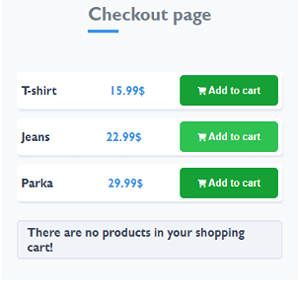 Checkout page
T-shirt 15.99$ Add to cart
Jeans 22.99$ Add to cart
Parka 29.99$ Add to cart
There are no products in your shopping
cart!